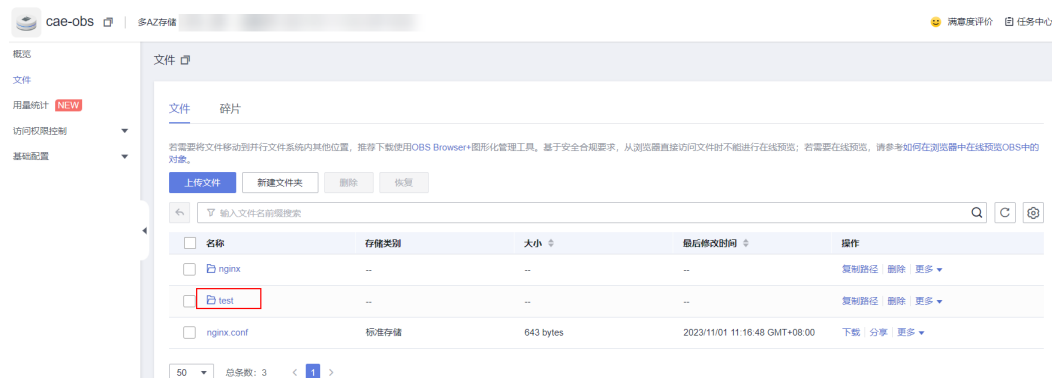 cae-obs 多AZ存储 满意度评价 任务中心
概览
文件
用量统计 NEW
访问权限控制
基础配置
文件
文件 碎片
若需要将文件移动到并行文件系统内其他位置，推荐下载使用OBS Browser+图形化管理工具。基于安全合规要求，从浏览器直接访问文件时不能进行在线预览；若需要在线预览，请参考如何在浏览器中在线预览OBS中的
对象。
上传文件 新建文件夹 删除 恢复
输入文件名前缀搜索
名称 存储类别 大小 最后修改时间 操作
nginx -- -- -- 复制路径 删除 更多
test -- -- -- 复制路径 删除 更多
nginx.conf 标准存储 643 bytes 2023/11/01 11:16:48 GMT+08:00 下载 分享 更多
50 总条数: 3 < 1 >